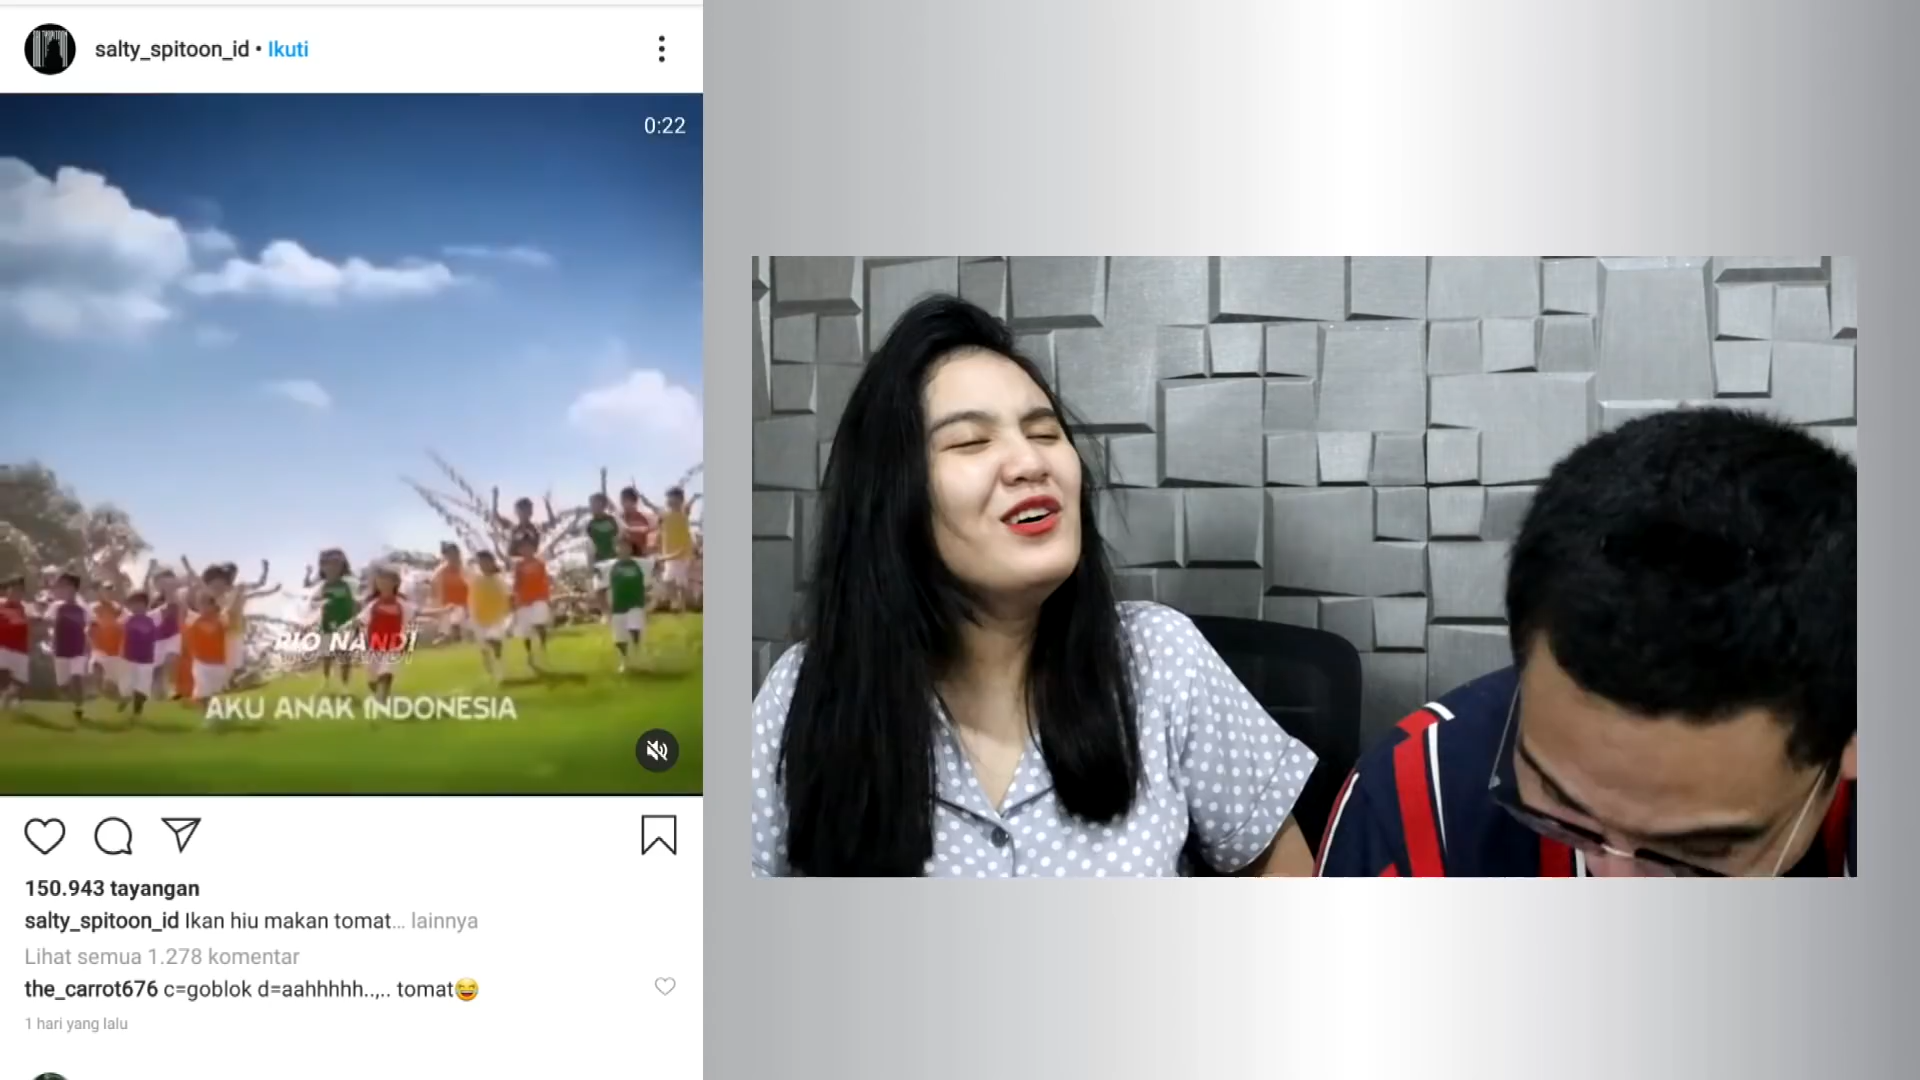 salty_spitoon_id • Ikuti
0:22
RIO NANDI
AKU ANAK INDONESIA
150.943 tayangan
salty_spitoon_id Ikan hiu makan tomat... lainnya
Lihat semua 1.278 komentar
the_carrot676 c=goblok d=aahhhhh..,.. tomat😅
1 hari yang lalu